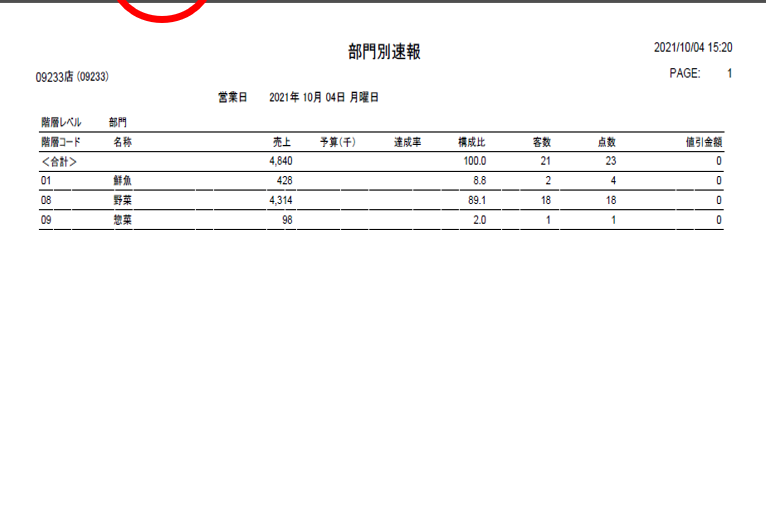 部門別速報
2021/10/04 15:20
09233店 (09233)
PAGE: 1
営業日 2021年 10月 04日 月曜日
階層レベル 部門
階層コード 名称 売上 予算(千) 達成率 構成比 客数 点数 値引金額
＜合計＞ 4,840 100.0 21 23 0
01 鮮魚 428 8.8 2 4 0
08 野菜 4,314 89.1 18 18 0
09 惣菜 98 2.0 1 1 0